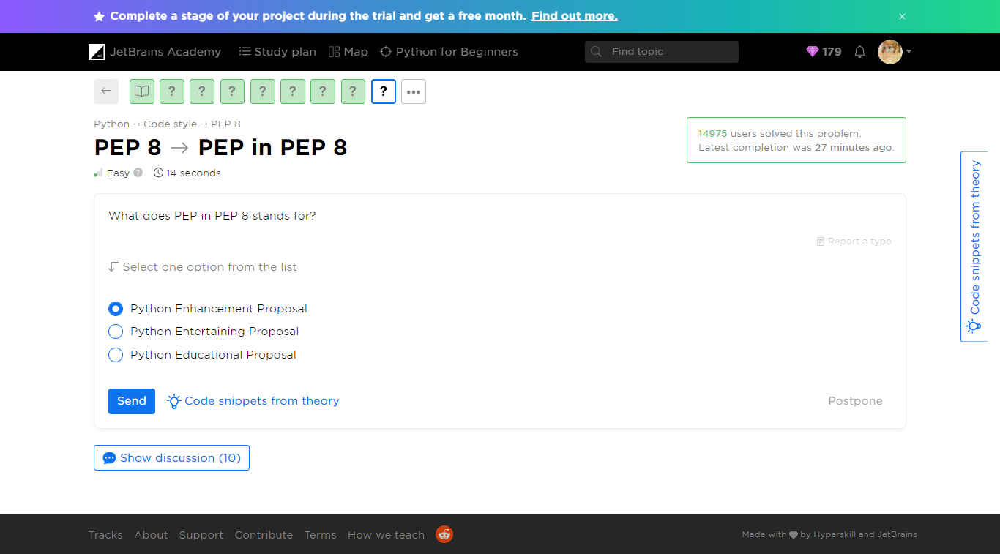 Complete a stage of your project during the trial and get a free month. Find out more. ×
JetBrains Academy Study plan Map Python for Beginners Find topic 179
? ? ? ? ? ? ? ? •••
Python → Code style → PEP 8
PEP 8 → PEP in PEP 8
Easy ? 14 seconds
14975 users solved this problem.
Latest completion was 27 minutes ago.
What does PEP in PEP 8 stands for?
Report a typo
Select one option from the list
Python Enhancement Proposal
Python Entertaining Proposal
Python Educational Proposal
Send Code snippets from theory Postpone
Show discussion (10)
Code snippets from theory
Tracks About Support Contribute Terms How we teach Made with ♥ by Hyperskill and JetBrains